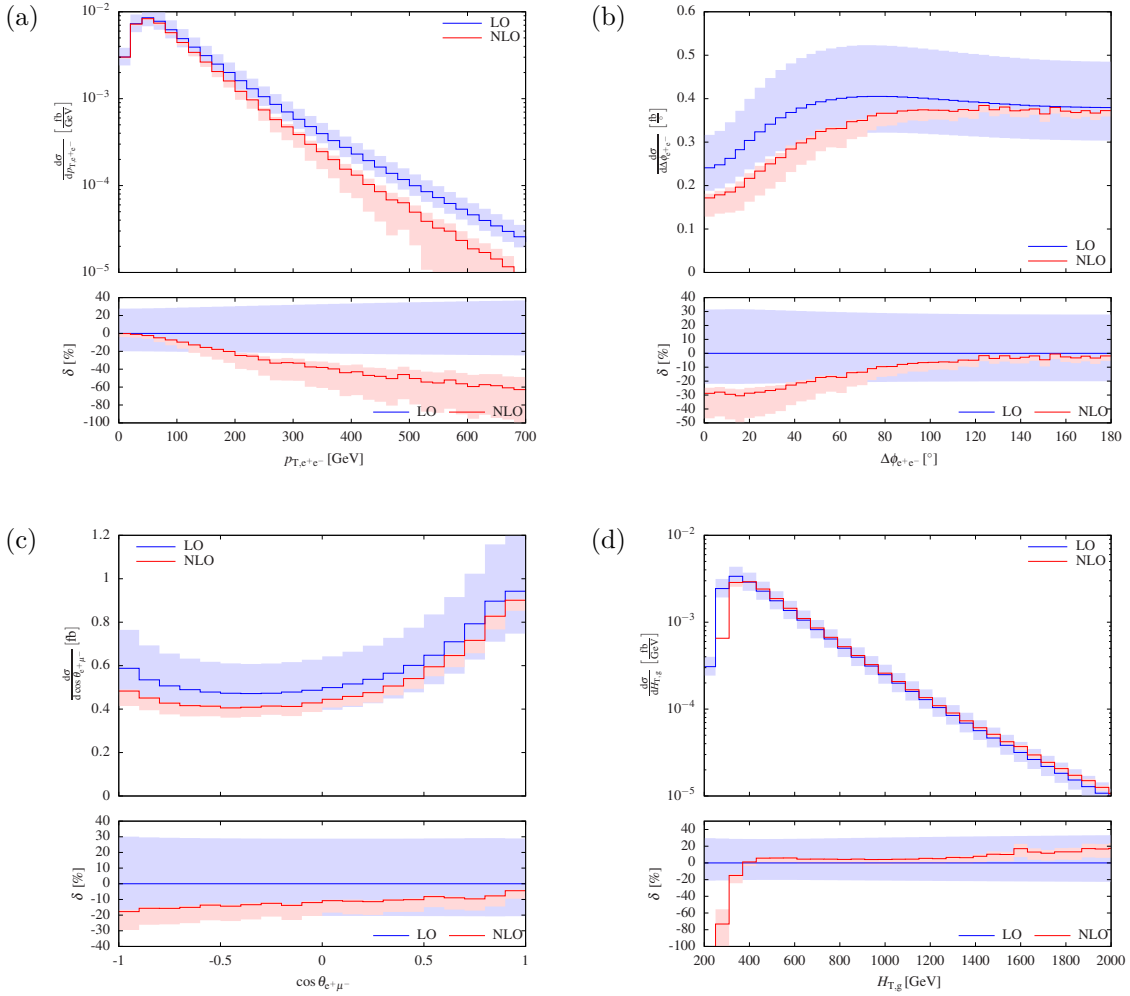 (a)
10⁻²
10⁻³
10⁻⁴
10⁻⁵
dσ/dp_T,e⁺e⁻ [fb/GeV]
LO
NLO
40
20
0
-20
-40
-60
-80
-100
δ [%]
LO NLO
0 100 200 300 400 500 600 700
p_T,e⁺e⁻ [GeV]
(b)
0.6
0.5
0.4
0.3
0.2
0.1
0
dσ/dΔϕ_e⁺e⁻ [fb/°]
LO
NLO
40
30
20
10
0
-10
-20
-30
-40
-50
δ [%]
LO NLO
0 20 40 60 80 100 120 140 160 180
Δϕ_e⁺e⁻ [°]
(c)
1.2
1
0.8
0.6
0.4
0.2
0
dσ/d cos θ_e⁺μ⁻ [fb]
LO
NLO
40
30
20
10
0
-10
-20
-30
-40
δ [%]
LO NLO
-1 -0.5 0 0.5 1
cos θ_e⁺μ⁻
(d)
10⁻²
10⁻³
10⁻⁴
10⁻⁵
dσ/dH_T,g [fb/GeV]
LO
NLO
40
20
0
-20
-40
-60
-80
-100
δ [%]
LO NLO
200 400 600 800 1000 1200 1400 1600 1800 2000
H_T,g [GeV]